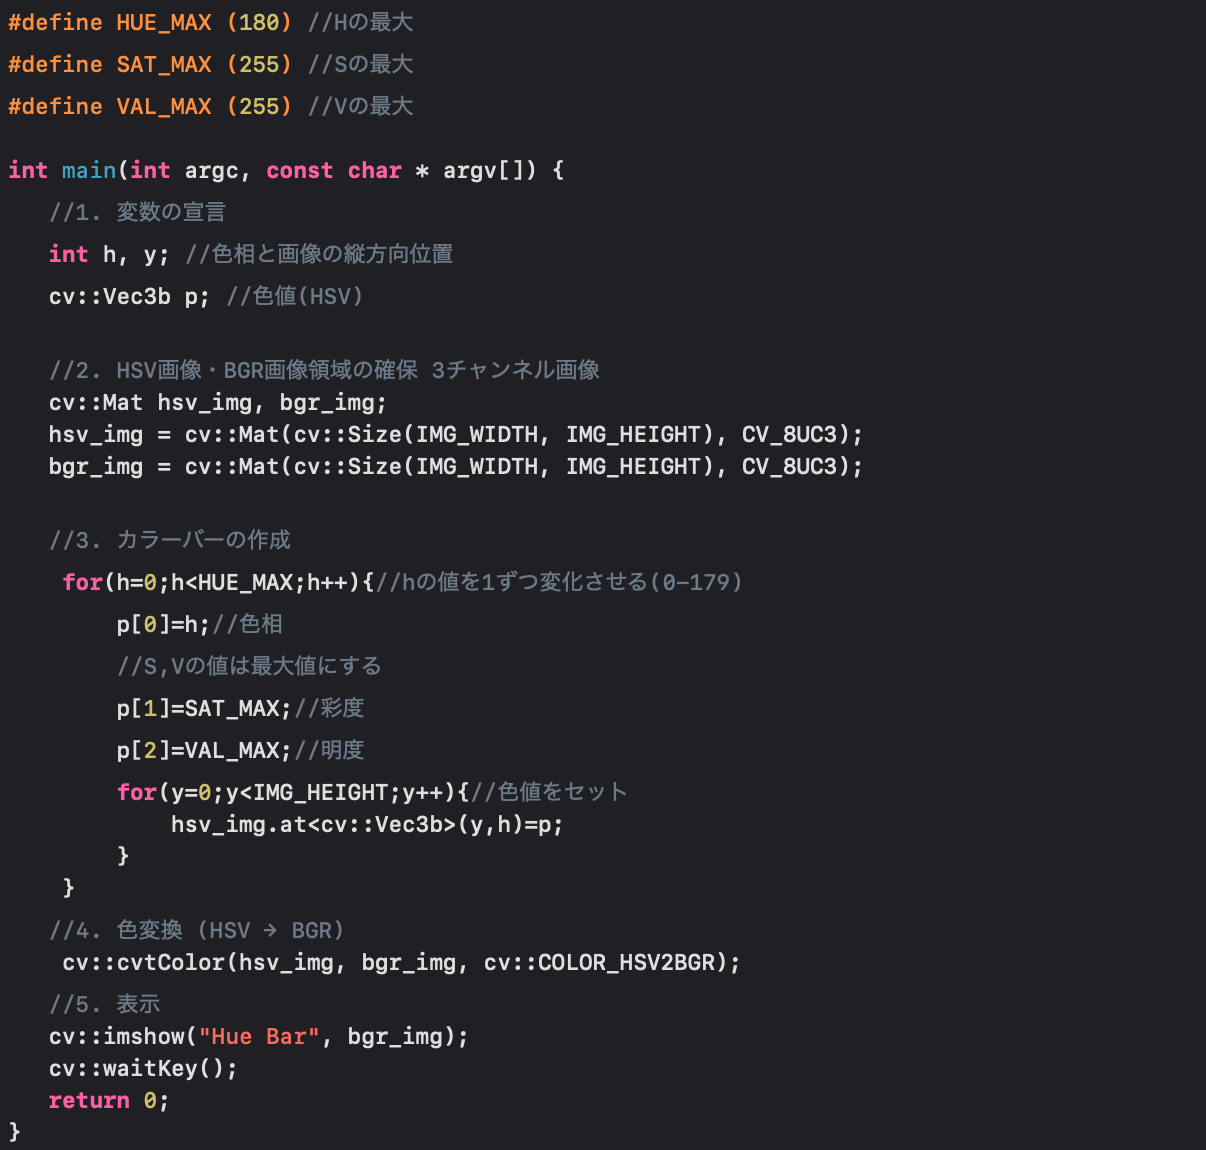 #define HUE_MAX (180) //Hの最大
#define SAT_MAX (255) //Sの最大
#define VAL_MAX (255) //Vの最大
int main(int argc, const char * argv[]) {
//1. 変数の宣言
int h, y; //色相と画像の縦方向位置
cv::Vec3b p; //色値(HSV)
//2. HSV画像・BGR画像領域の確保 3チャンネル画像
cv::Mat hsv_img, bgr_img;
hsv_img = cv::Mat(cv::Size(IMG_WIDTH, IMG_HEIGHT), CV_8UC3);
bgr_img = cv::Mat(cv::Size(IMG_WIDTH, IMG_HEIGHT), CV_8UC3);
//3. カラーバーの作成
for(h=0;h<HUE_MAX;h++){//hの値を1ずつ変化させる(0-179)
p[0]=h;//色相
//S,Vの値は最大値にする
p[1]=SAT_MAX;//彩度
p[2]=VAL_MAX;//明度
for(y=0;y<IMG_HEIGHT;y++){//色値をセット
hsv_img.at<cv::Vec3b>(y,h)=p;
}
}
//4. 色変換 (HSV → BGR)
cv::cvtColor(hsv_img, bgr_img, cv::COLOR_HSV2BGR);
//5. 表示
cv::imshow("Hue Bar", bgr_img);
cv::waitKey();
return 0;
}